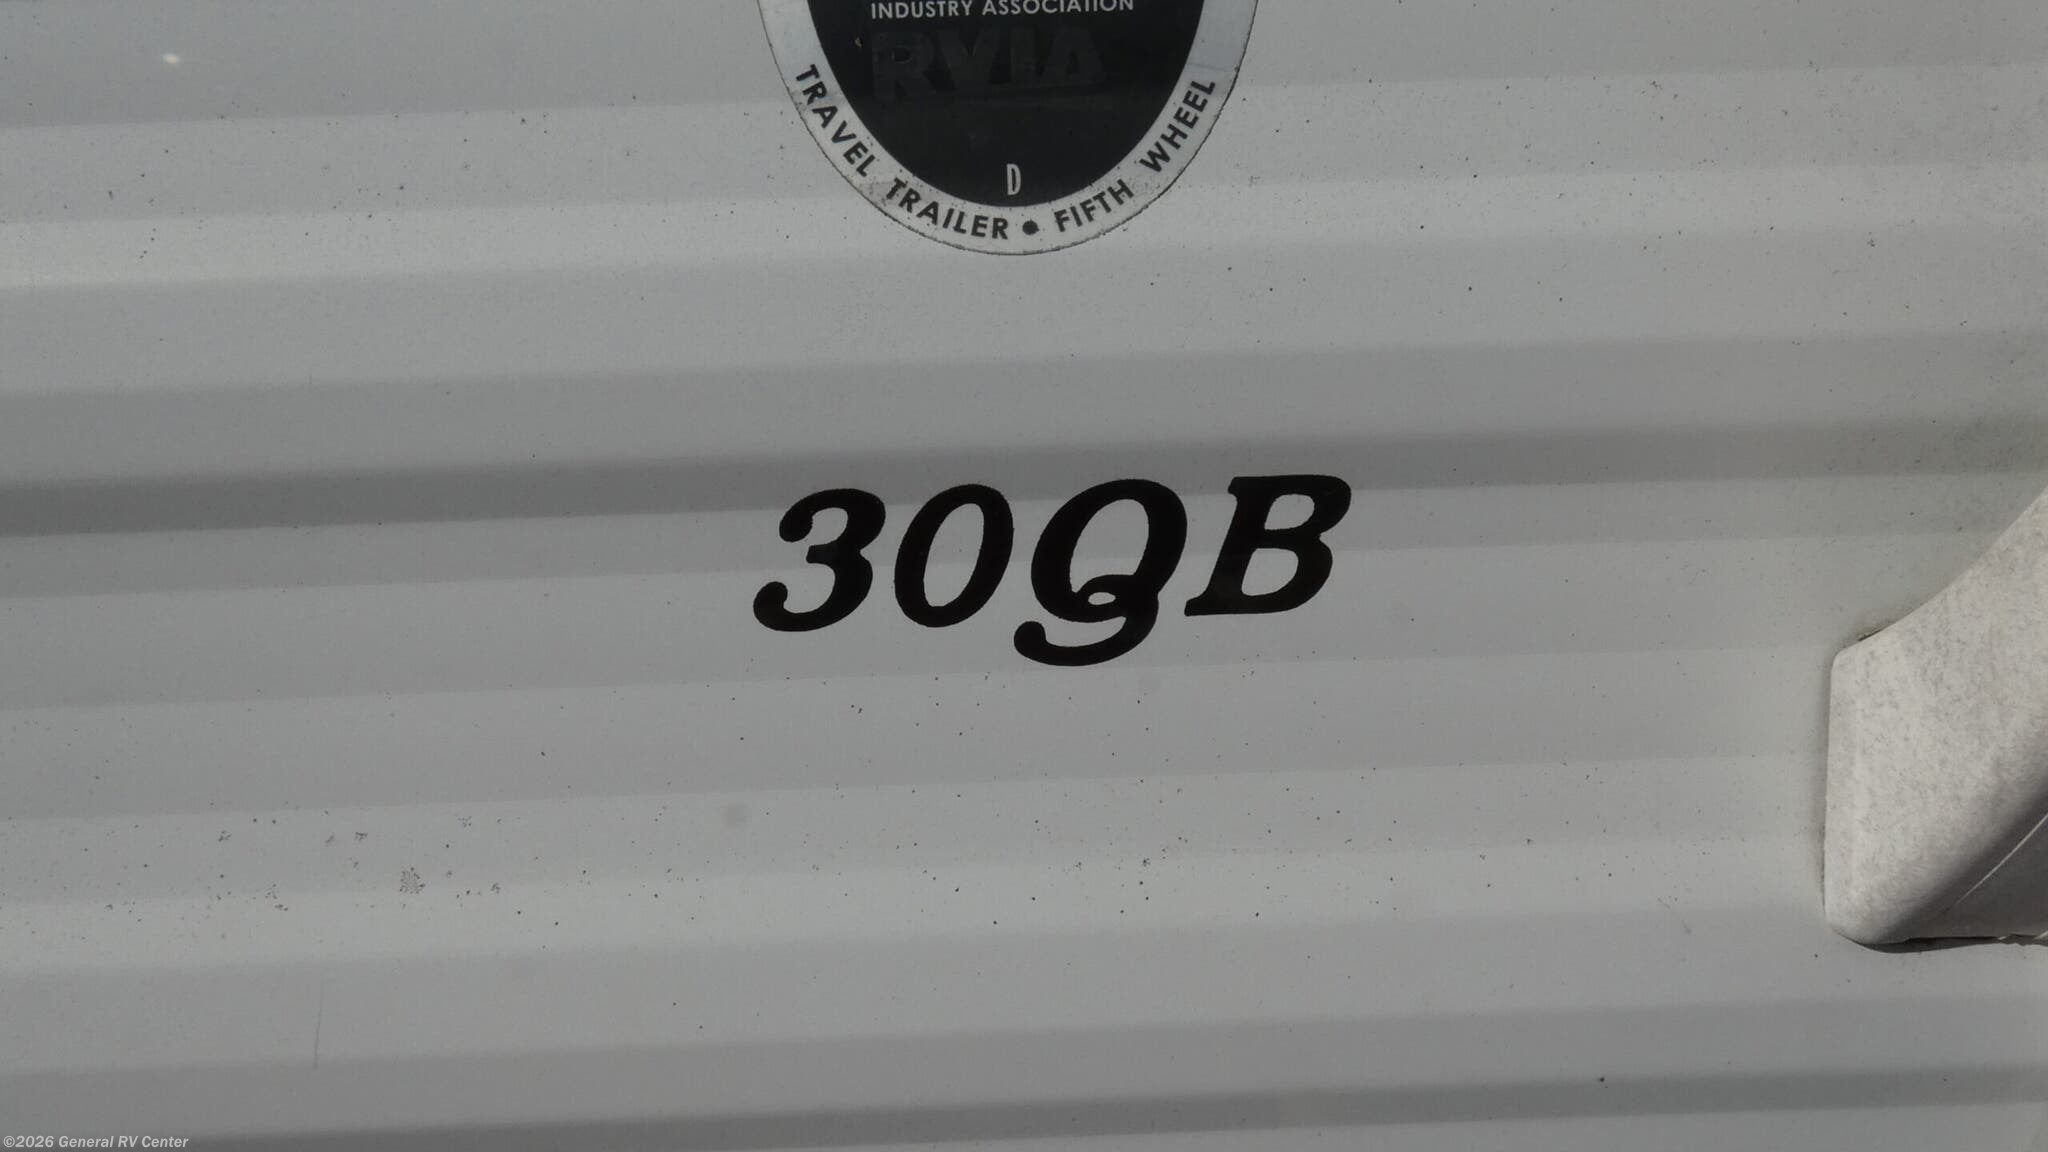 INDUSTRY ASSOCIATION
RVIA
D
TRAVEL TRAILER • FIFTH WHEEL
30QB
©2026 General RV Center